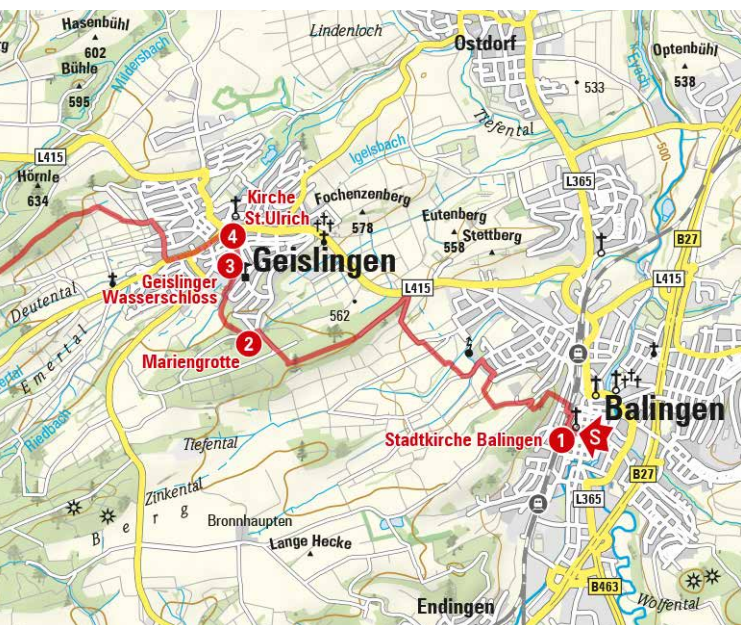 Hasenbühl
602
Bühle
595
Mildersbach
Lindenloch
Ostdorf
Optenbühl
538
Eyach
533
Tiefental
500
Igelsbach
L415
Hörnle
634
L365
Kirche
St.Ulrich
Fochenzenberg
578
Eutenberg
558
Stettberg
B27
4
3
Geislingen
Geislinger
Wasserschloss
L415
L415
Deutental
Emertal
562
2
Mariengrotte
Riedbach
Tiefental
Stadtkirche Balingen
1
S
Balingen
B27
Zinkental
Berg
Bronnhaupten
Lange Hecke
L365
B463
Wolfental
Endingen